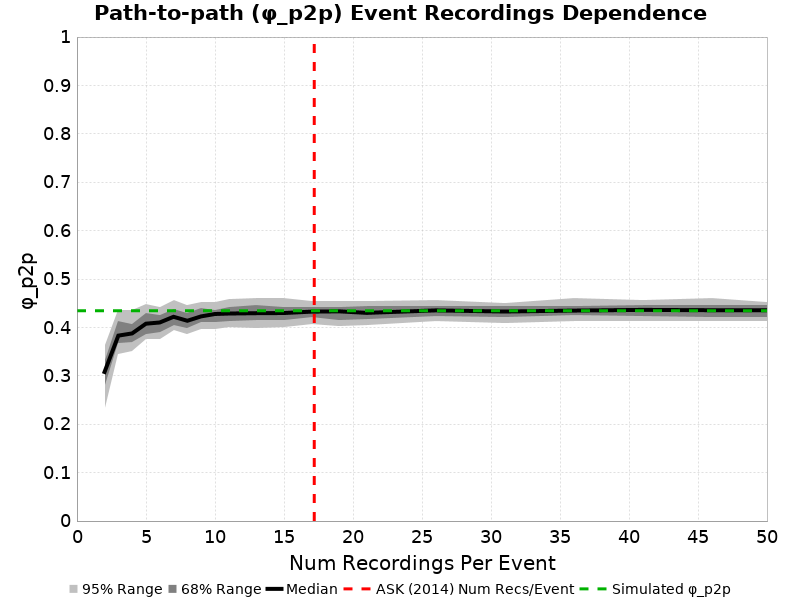 Path-to-path (φ_p2p) Event Recordings Dependence
1
0.9
0.8
0.7
0.6
0.5
0.4
0.3
0.2
0.1
0
φ_p2p
0 5 10 15 20 25 30 35 40 45 50
Num Recordings Per Event
95% Range 68% Range Median ASK (2014) Num Recs/Event Simulated φ_p2p